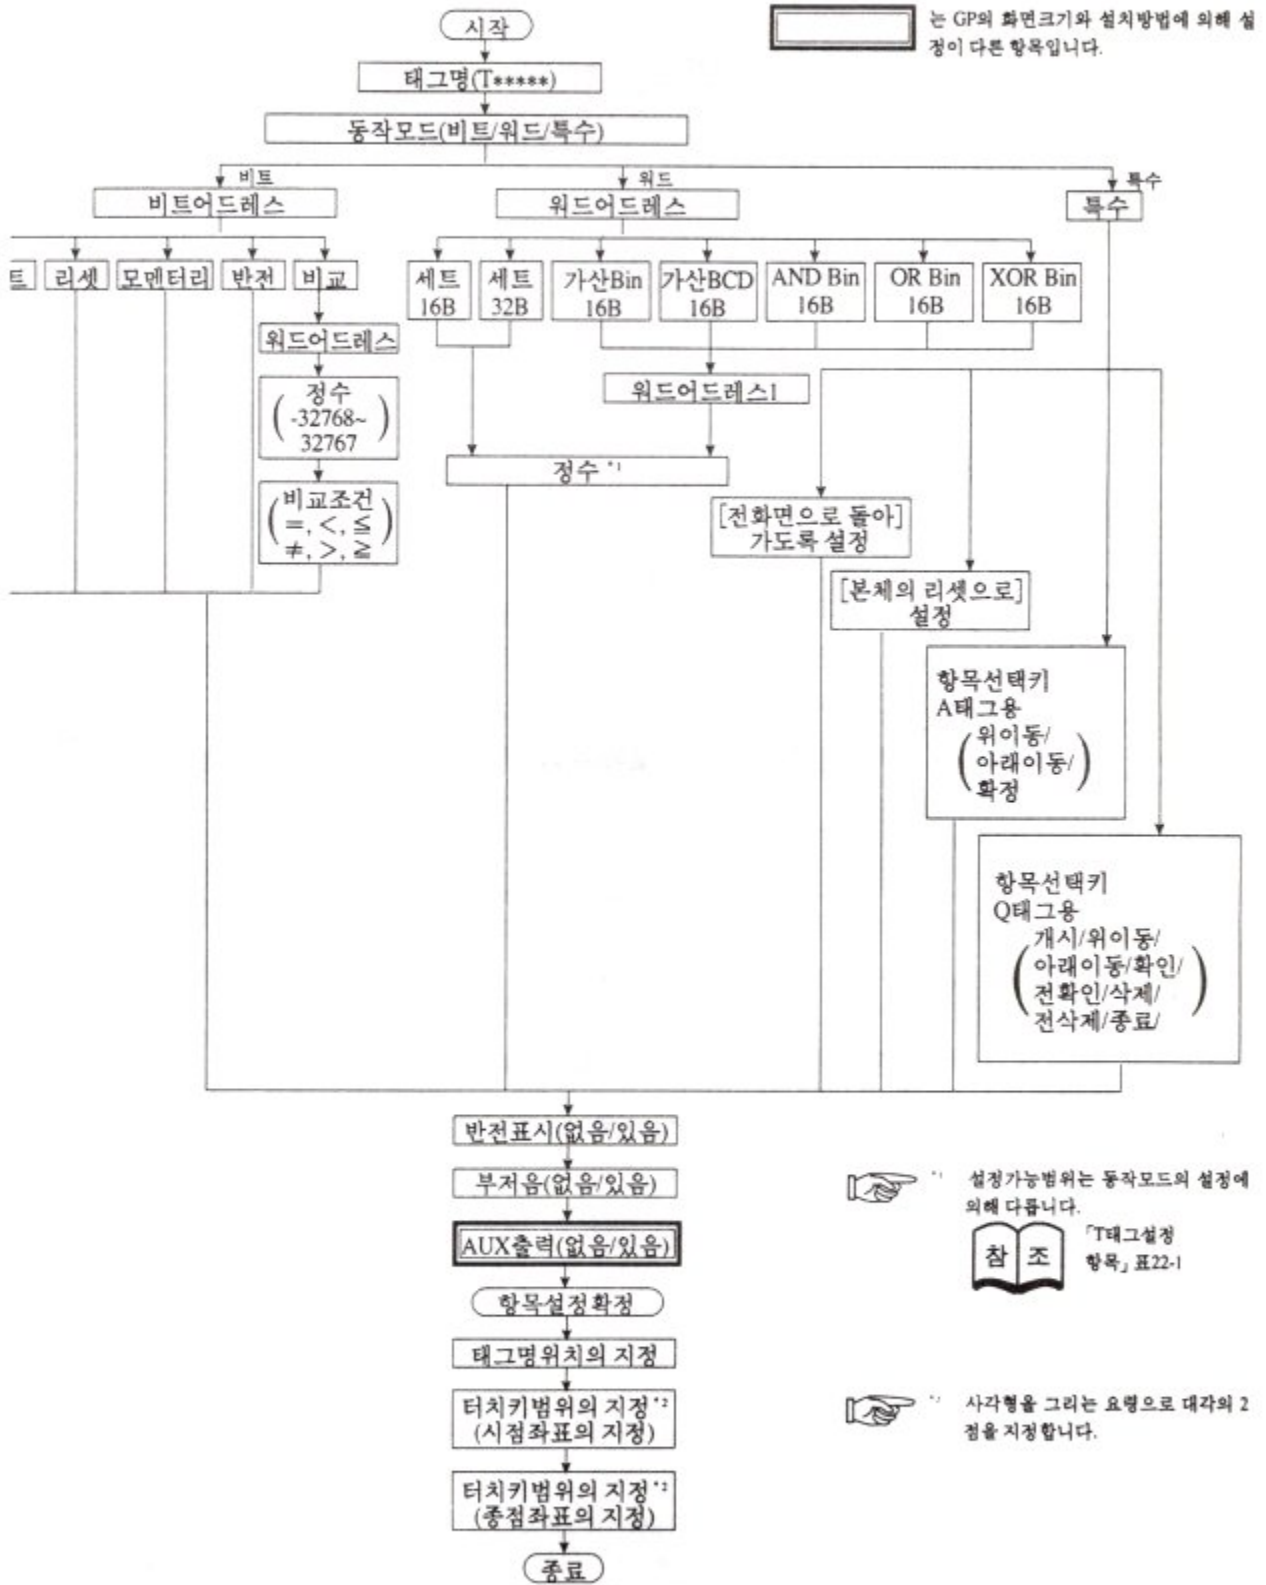 시작
는 GP의 화면크기와 설치방법에 의해 설
정이 다른 항목입니다.
태그명(T*****)
동작모드(비트/워드/특수)
비트
워드
특수
비트어드레스
워드어드레스
특수
트
리셋
모멘터리
반전
비교
세트
16B
세트
32B
가산Bin
16B
가산BCD
16B
AND Bin
16B
OR Bin
16B
XOR Bin
16B
워드어드레스
정수
-32768~
32767
비교조건
=, <, ≦
≠, >, ≧
워드어드레스1
정수 *1
[전화면으로 돌아]
가도록 설정
[본체의 리셋으로]
설정
항목선택키
A태그용
위이동/
아래이동/
확정
항목선택키
Q태그용
개시/위이동/
아래이동/확인/
전확인/삭제/
전삭제/종료/
반전표시(없음/있음)
부저음(없음/있음)
AUX출력(없음/있음)
항목설정확정
태그명위치의 지정
터치키범위의 지정*2
(시점좌표의 지정)
터치키범위의 지정*2
(종점좌표의 지정)
종료
*1 설정가능범위는 동작모드의 설정에
의해 다릅니다.
참 조
「T태그설정
항목」표22-1
*2 사각형을 그리는 요령으로 대각의 2
점을 지정합니다.